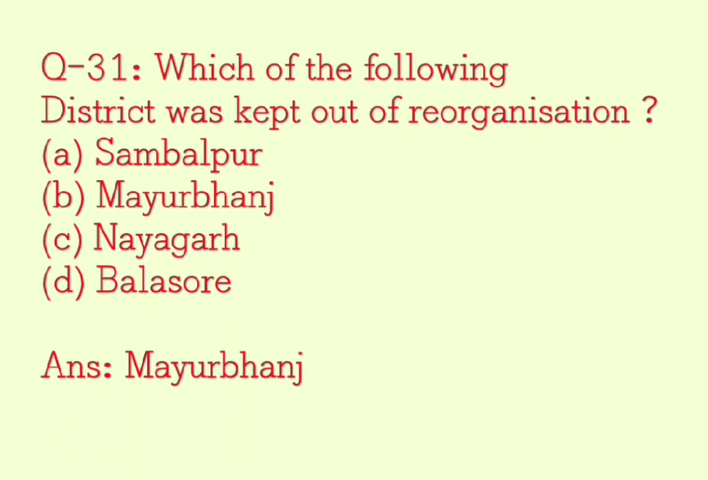 Q-31: Which of the following
District was kept out of reorganisation ?
(a) Sambalpur
(b) Mayurbhanj
(c) Nayagarh
(d) Balasore
Ans: Mayurbhanj